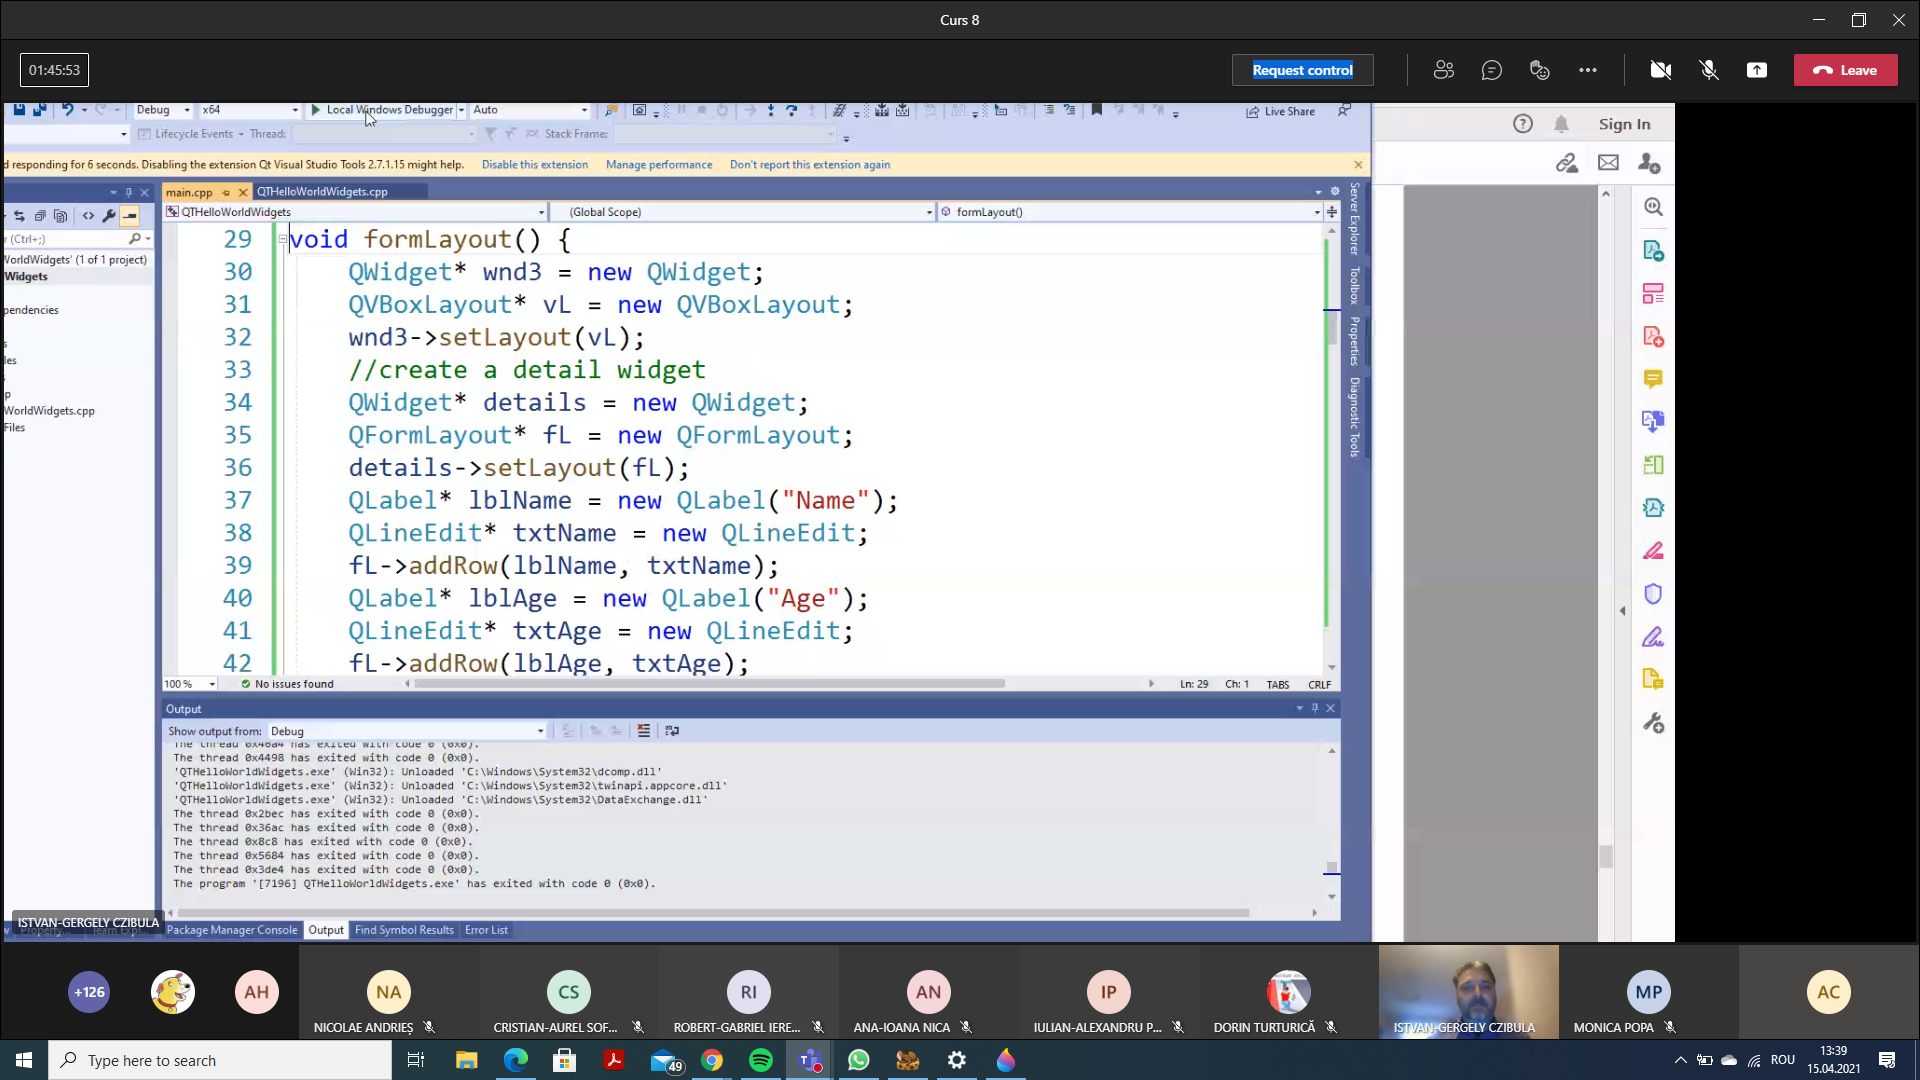 Curs 8
01:45:53
Request control
Leave
Debug
x64
Local Windows Debugger
Auto
Live Share
Lifecycle Events
Thread:
Stack Frame:
d responding for 6 seconds. Disabling the extension Qt Visual Studio Tools 2.7.1.15 might help.
Disable this extension
Manage performance
Don't report this extension again
Sign In
main.cpp
QTHelloWorldWidgets.cpp
QTHelloWorldWidgets
(Global Scope)
formLayout()
r (Ctrl+;)
WorldWidgets' (1 of 1 project)
Widgets
pendencies
s
les
s
p
WorldWidgets.cpp
Files
29 void formLayout() {
30 QWidget* wnd3 = new QWidget;
31 QVBoxLayout* vL = new QVBoxLayout;
32 wnd3->setLayout(vL);
33 //create a detail widget
34 QWidget* details = new QWidget;
35 QFormLayout* fL = new QFormLayout;
36 details->setLayout(fL);
37 QLabel* lblName = new QLabel("Name");
38 QLineEdit* txtName = new QLineEdit;
39 fL->addRow(lblName, txtName);
40 QLabel* lblAge = new QLabel("Age");
41 QLineEdit* txtAge = new QLineEdit;
42 fL->addRow(lblAge, txtAge);
Server Explorer
Toolbox
Properties
Diagnostic Tools
100 %
No issues found
Ln: 29
Ch: 1
TABS
CRLF
Output
Show output from:
Debug
The thread 0x46a4 has exited with code 0 (0x0).
The thread 0x4498 has exited with code 0 (0x0).
'QTHelloWorldWidgets.exe' (Win32): Unloaded 'C:\Windows\System32\dcomp.dll'
'QTHelloWorldWidgets.exe' (Win32): Unloaded 'C:\Windows\System32\twinapi.appcore.dll'
'QTHelloWorldWidgets.exe' (Win32): Unloaded 'C:\Windows\System32\DataExchange.dll'
The thread 0x2bec has exited with code 0 (0x0).
The thread 0x36ac has exited with code 0 (0x0).
The thread 0x8c8 has exited with code 0 (0x0).
The thread 0x5684 has exited with code 0 (0x0).
The thread 0x3de4 has exited with code 0 (0x0).
The program '[7196] QTHelloWorldWidgets.exe' has exited with code 0 (0x0).
ISTVAN-GERGELY CZIBULA
Package Manager Console
Output
Find Symbol Results
Error List
+126
AH
NA
CS
RI
AN
IP
MP
AC
NICOLAE ANDRIEȘ
CRISTIAN-AUREL SOF...
ROBERT-GABRIEL IERE...
ANA-IOANA NICA
IULIAN-ALEXANDRU P...
DORIN TURTURICĂ
ISTVAN-GERGELY CZIBULA
MONICA POPA
Type here to search
49
ROU
13:39
15.04.2021